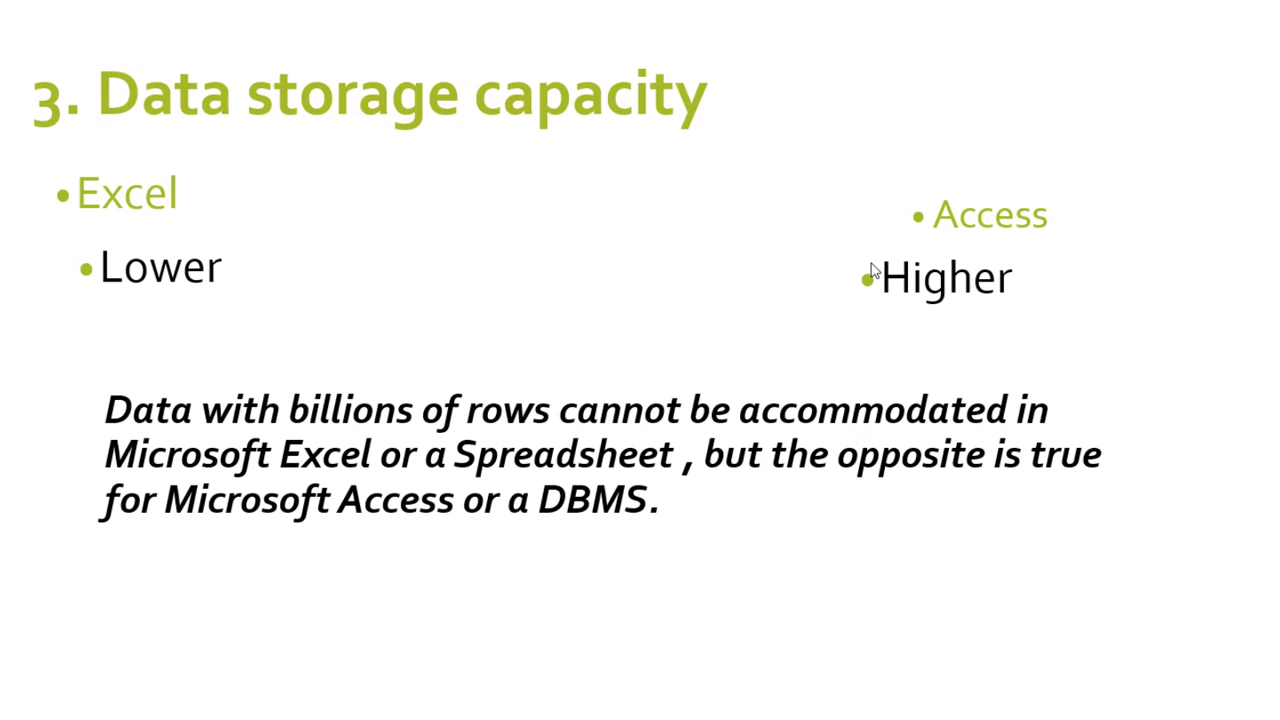 3. Data storage capacity
• Excel
• Lower
• Access
• Higher
Data with billions of rows cannot be accommodated in
Microsoft Excel or a Spreadsheet , but the opposite is true
for Microsoft Access or a DBMS.